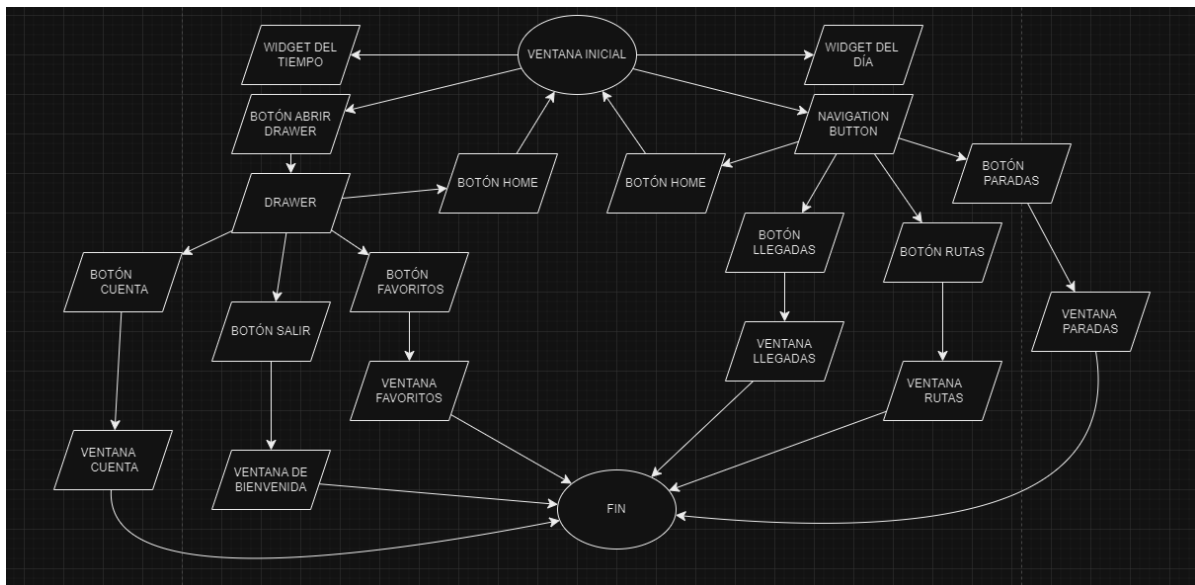 WIDGET DEL
TIEMPO
VENTANA INICIAL
WIDGET DEL
DÍA
BOTÓN ABRIR
DRAWER
NAVIGATION
BUTTON
BOTÓN HOME
BOTÓN HOME
BOTÓN
PARADAS
DRAWER
BOTÓN
LLEGADAS
BOTÓN RUTAS
BOTÓN
CUENTA
BOTÓN
FAVORITOS
BOTÓN SALIR
VENTANA
PARADAS
VENTANA
LLEGADAS
VENTANA
FAVORITOS
VENTANA
RUTAS
VENTANA
CUENTA
VENTANA DE
BIENVENIDA
FIN